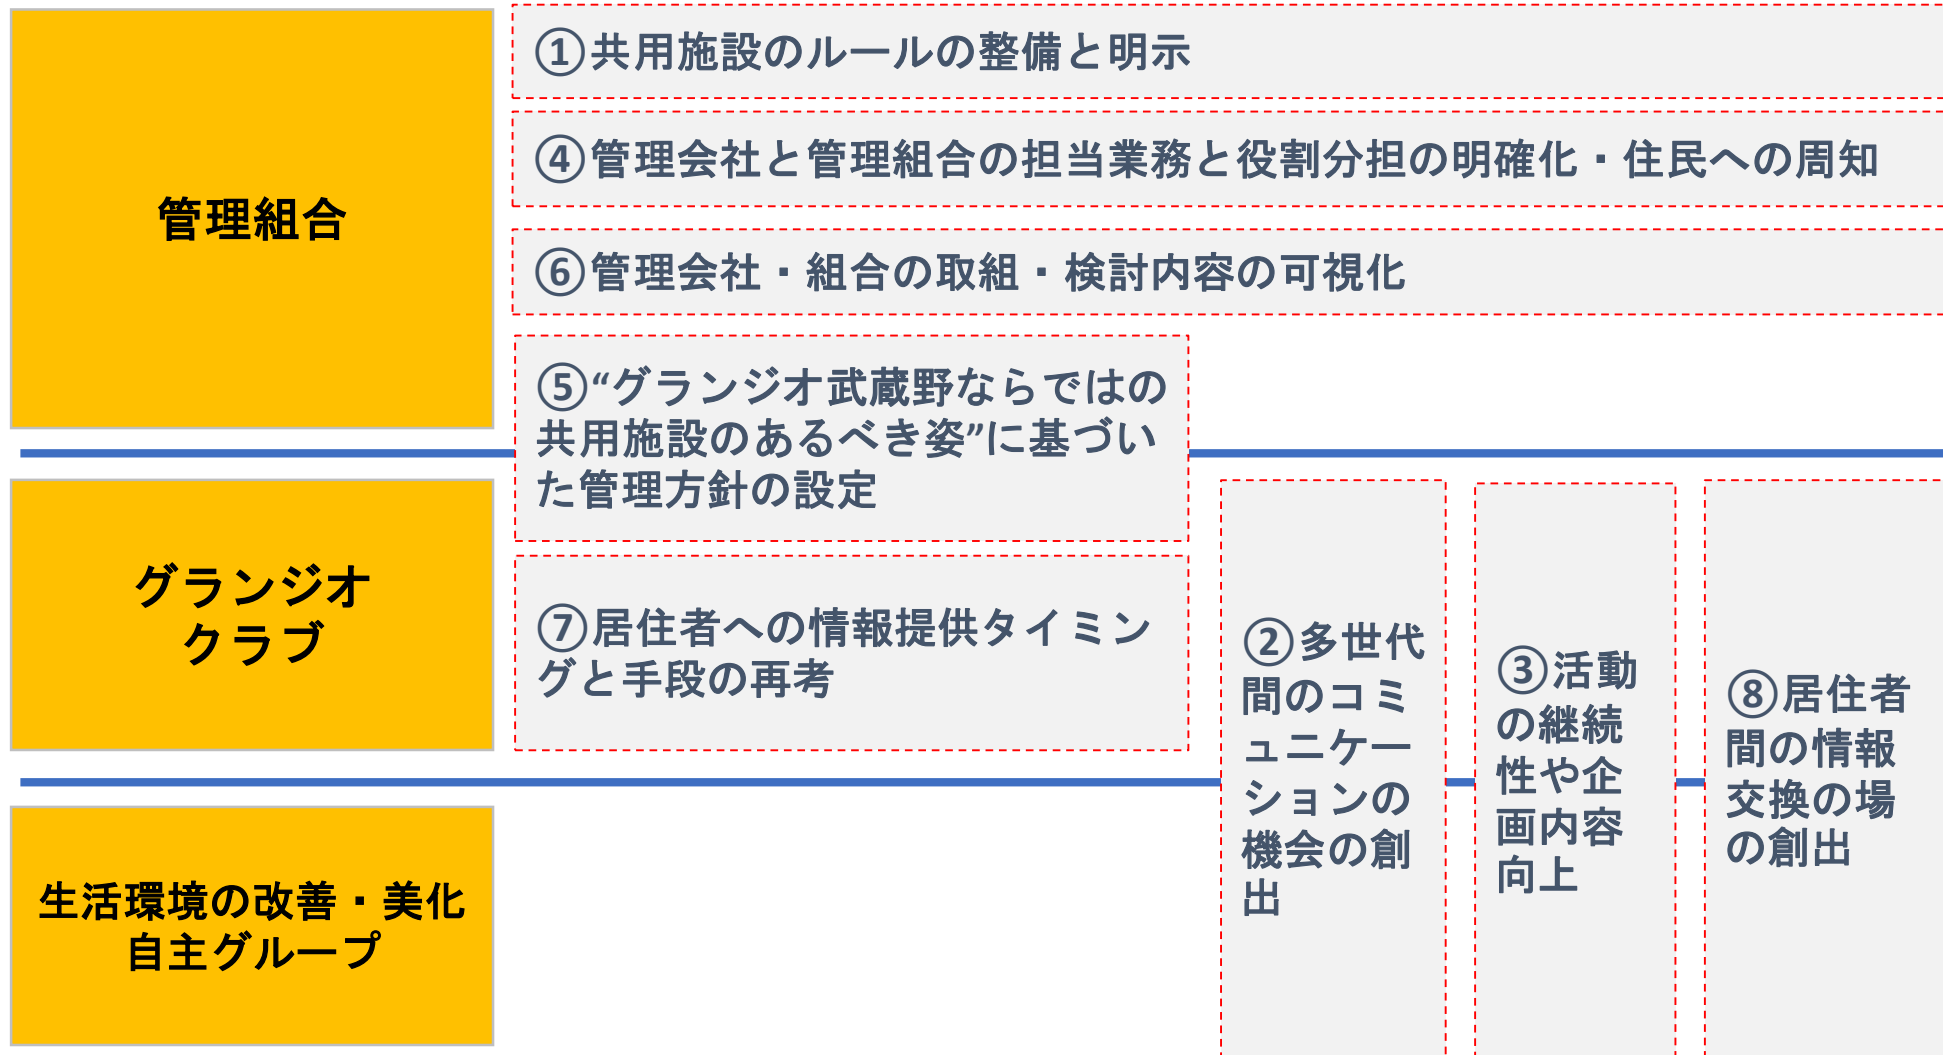 管理組合
①共用施設のルールの整備と明示
④管理会社と管理組合の担当業務と役割分担の明確化・住民への周知
⑥管理会社・組合の取組・検討内容の可視化
⑤“グランジオ武蔵野ならではの
共用施設のあるべき姿”に基づい
た管理方針の設定
グランジオ
クラブ
⑦居住者への情報提供タイミン
グと手段の再考
②多世代
間のコミ
ュニケー
ションの
機会の創
出
③活動
の継続
性や企
画内容
向上
⑧居住者
間の情報
交換の場
の創出
生活環境の改善・美化
自主グループ